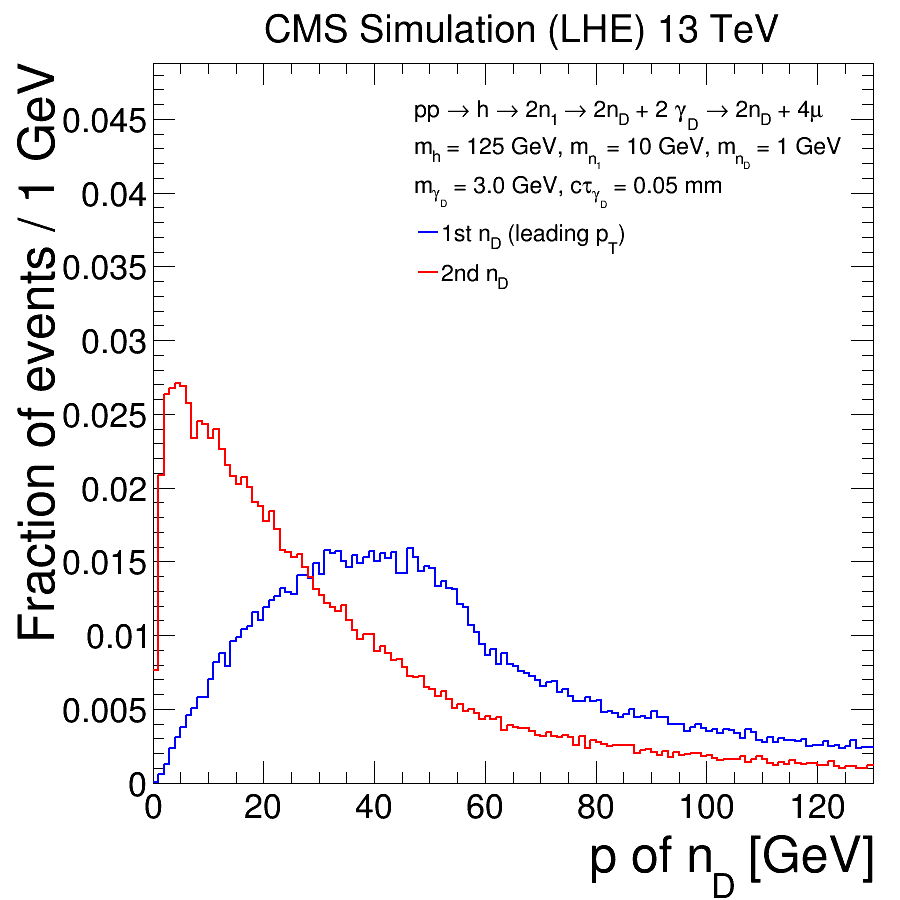 CMS Simulation (LHE) 13 TeV
Fraction of events / 1 GeV
0.045
0.04
0.035
0.03
0.025
0.02
0.015
0.01
0.005
0
pp → h → 2n1 → 2nD + 2 γD → 2nD + 4μ
mh = 125 GeV, mn1 = 10 GeV, mnD = 1 GeV
mγD = 3.0 GeV, cτγD = 0.05 mm
1st nD (leading pT)
2nd nD
0 20 40 60 80 100 120
p of nD [GeV]